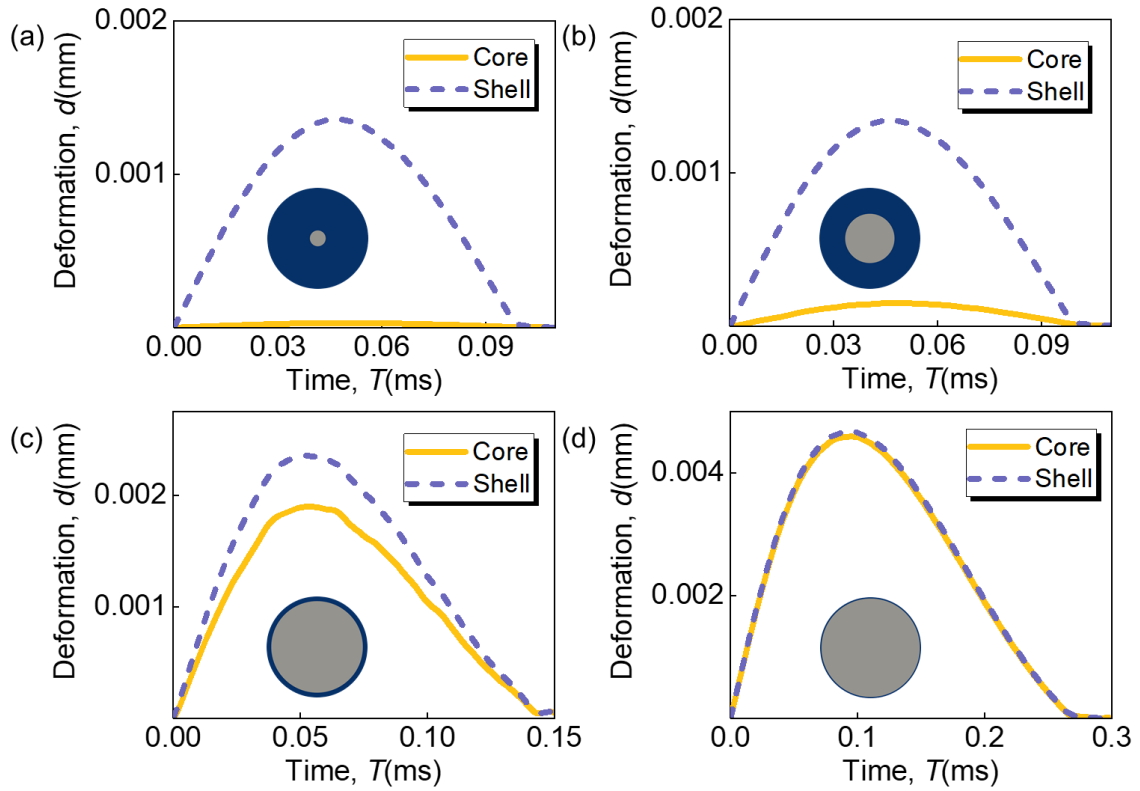 (a)
Deformation, d(mm)
0.002
0.001
0.00
0.03
0.06
0.09
Time, T(ms)
Core
Shell
(b)
Deformation, d(mm)
0.002
0.001
0.00
0.03
0.06
0.09
Time, T(ms)
Core
Shell
(c)
Deformation, d(mm)
0.002
0.001
0.00
0.05
0.10
0.15
Time, T(ms)
Core
Shell
(d)
Deformation, d(mm)
0.004
0.002
0.000
0.0
0.1
0.2
0.3
Time, T(ms)
Core
Shell